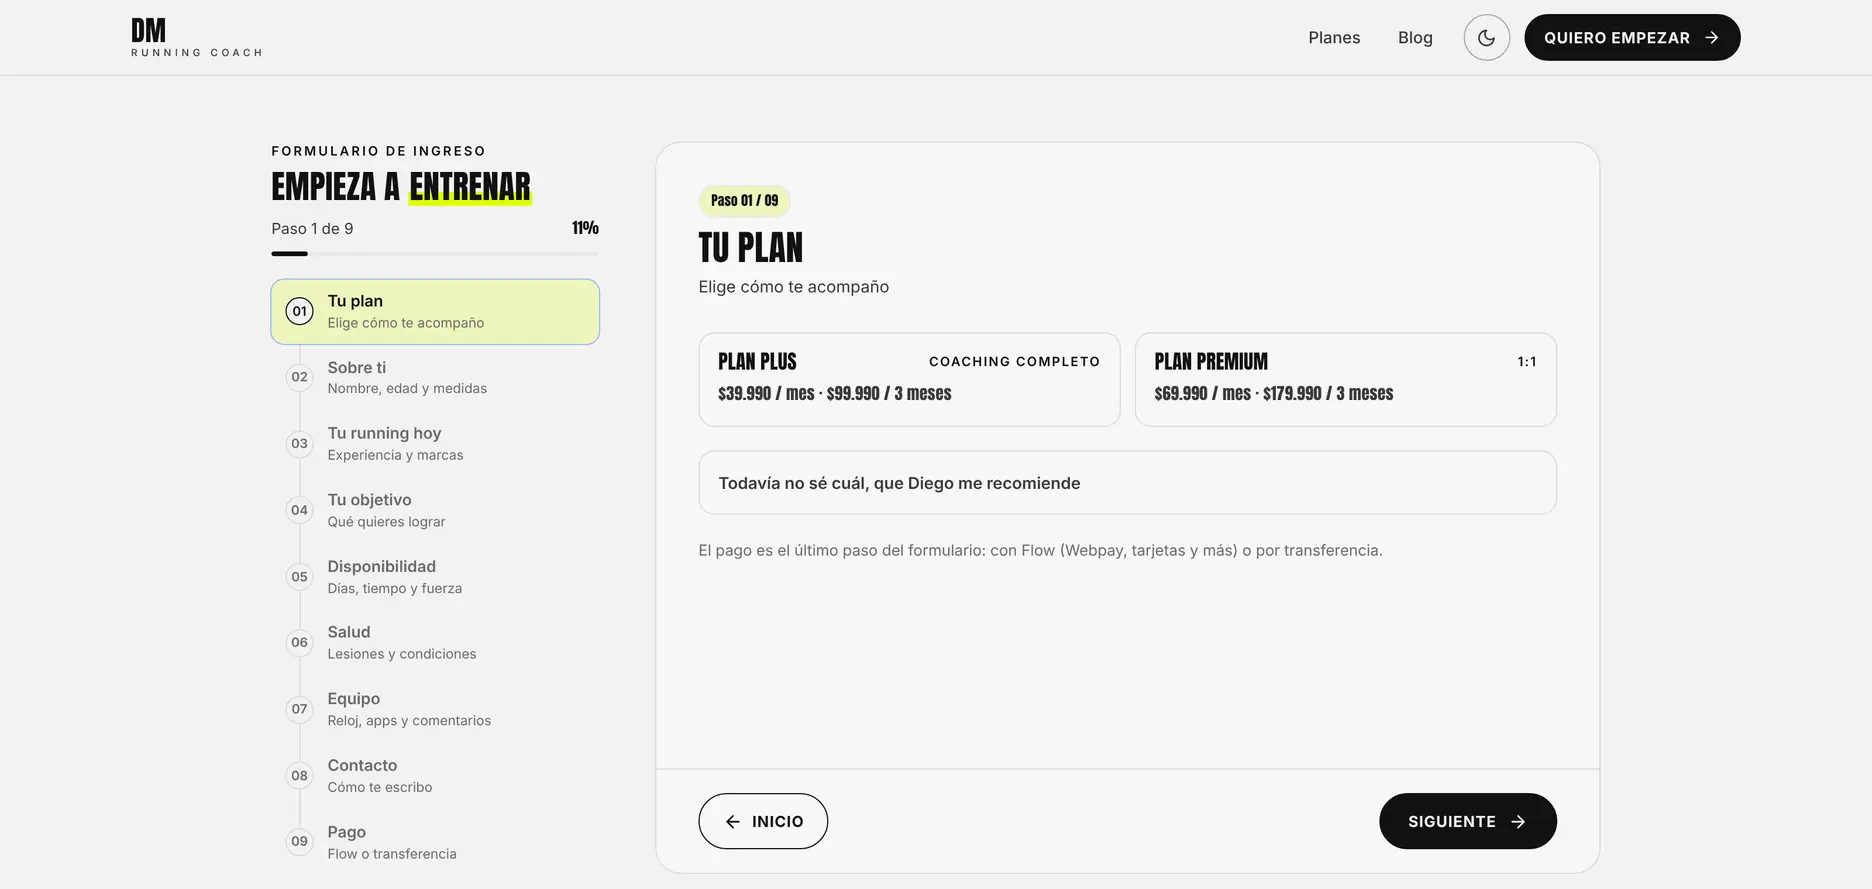 DM
RUNNING COACH
Planes
Blog
QUIERO EMPEZAR
FORMULARIO DE INGRESO
EMPIEZA A ENTRENAR
Paso 1 de 9
11%
01
Tu plan
Elige cómo te acompaño
02
Sobre ti
Nombre, edad y medidas
03
Tu running hoy
Experiencia y marcas
04
Tu objetivo
Qué quieres lograr
05
Disponibilidad
Días, tiempo y fuerza
06
Salud
Lesiones y condiciones
07
Equipo
Reloj, apps y comentarios
08
Contacto
Cómo te escribo
09
Pago
Flow o transferencia
Paso 01 / 09
TU PLAN
Elige cómo te acompaño
PLAN PLUS
COACHING COMPLETO
$39.990 / mes · $99.990 / 3 meses
PLAN PREMIUM
1:1
$69.990 / mes · $179.990 / 3 meses
Todavía no sé cuál, que Diego me recomiende
El pago es el último paso del formulario: con Flow (Webpay, tarjetas y más) o por transferencia.
INICIO
SIGUIENTE